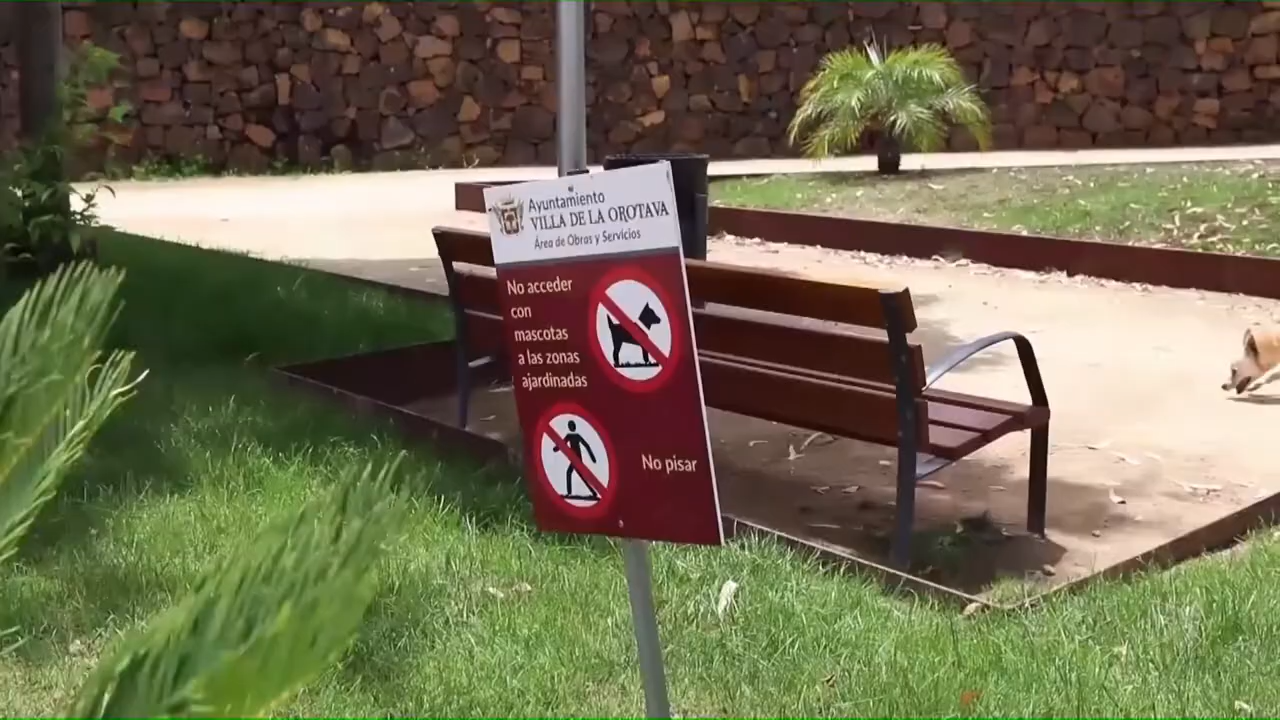 Ayuntamiento
VILLA DE LA OROTAVA
Área de Obras y Servicios
No acceder
con
mascotas
a las zonas
ajardinadas
No pisar